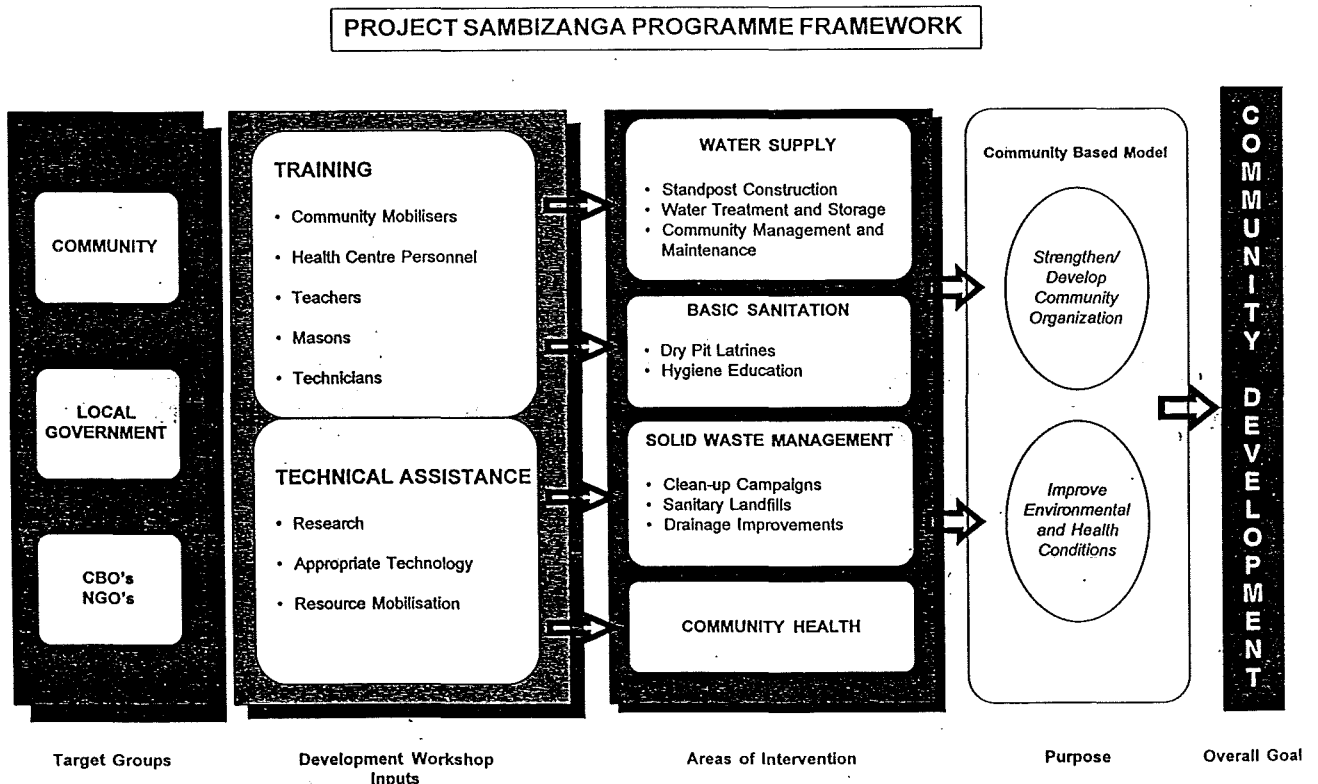 PROJECT SAMBIZANGA PROGRAMME FRAMEWORK
COMMUNITY
LOCAL
GOVERNMENT
CBO's
NGO's
Target Groups
TRAINING
• Community Mobilisers
• Health Centre Personnel
• Teachers
• Masons
• Technicians
TECHNICAL ASSISTANCE
• Research
• Appropriate Technology
• Resource Mobilisation
Development Workshop
Inputs
WATER SUPPLY
• Standpost Construction
• Water Treatment and Storage
• Community Management and
Maintenance
BASIC SANITATION
• Dry Pit Latrines
• Hygiene Education
SOLID WASTE MANAGEMENT
• Clean-up Campaigns
• Sanitary Landfills
• Drainage Improvements
COMMUNITY HEALTH
Areas of Intervention
Community Based Model
Strengthen/
Develop
Community
Organization
Improve
Environmental
and Health
Conditions
Purpose
COMMUNITY DEVELOPMENT
Overall Goal